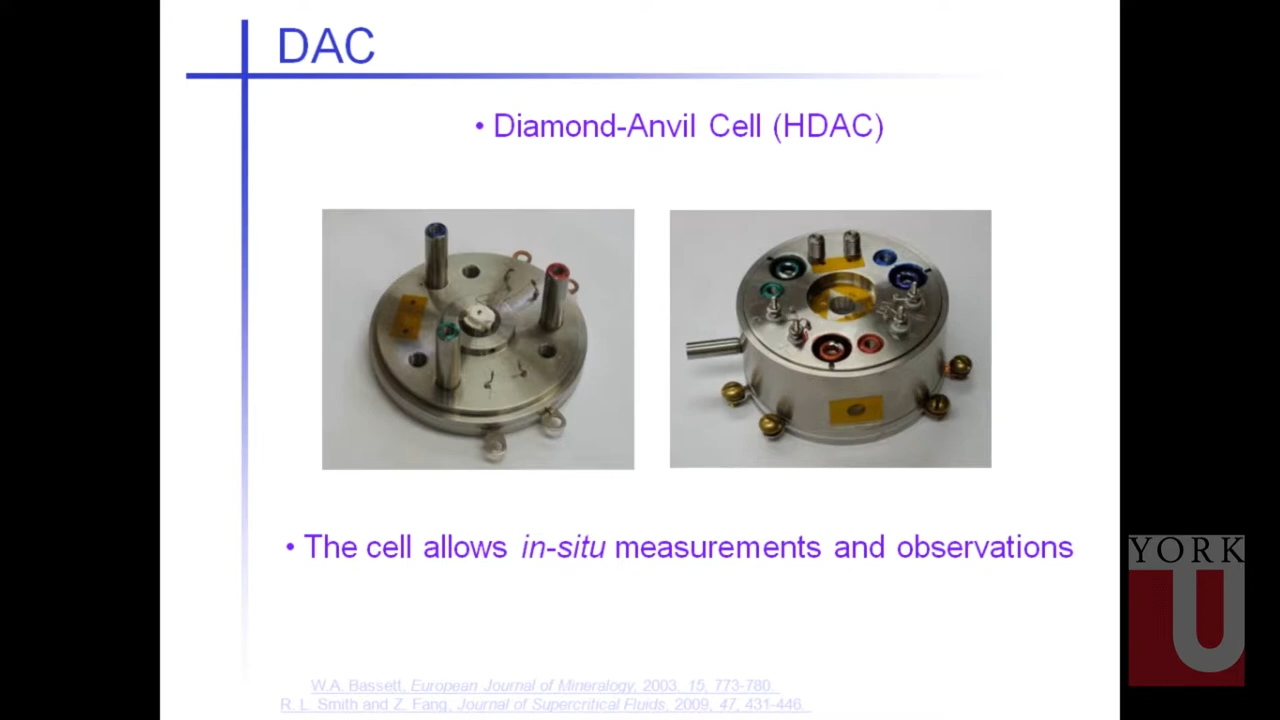 DAC
• Diamond-Anvil Cell (HDAC)
• The cell allows in-situ measurements and observations
W.A. Bassett, European Journal of Mineralogy, 2003, 15, 773-780.
R. L. Smith and Z. Fang, Journal of Supercritical Fluids, 2009, 47, 431-446.
YORK
U